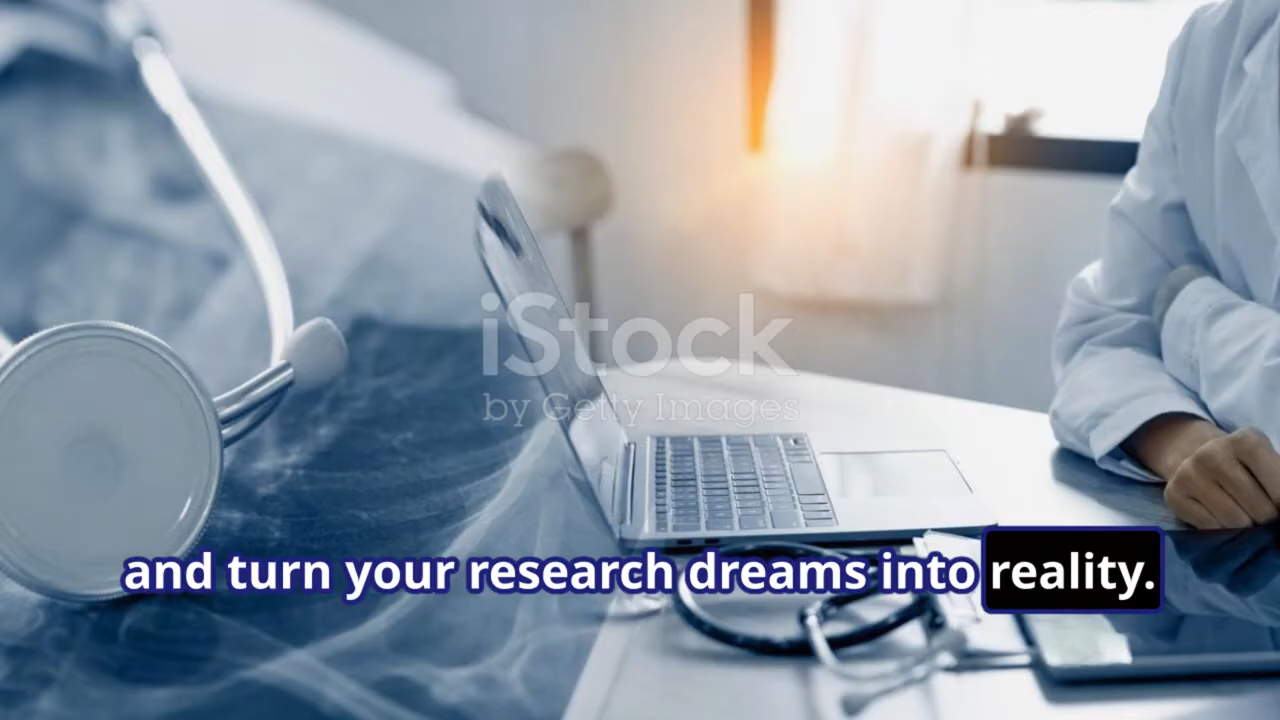 iStock
by Getty Images
and turn your research dreams into reality.